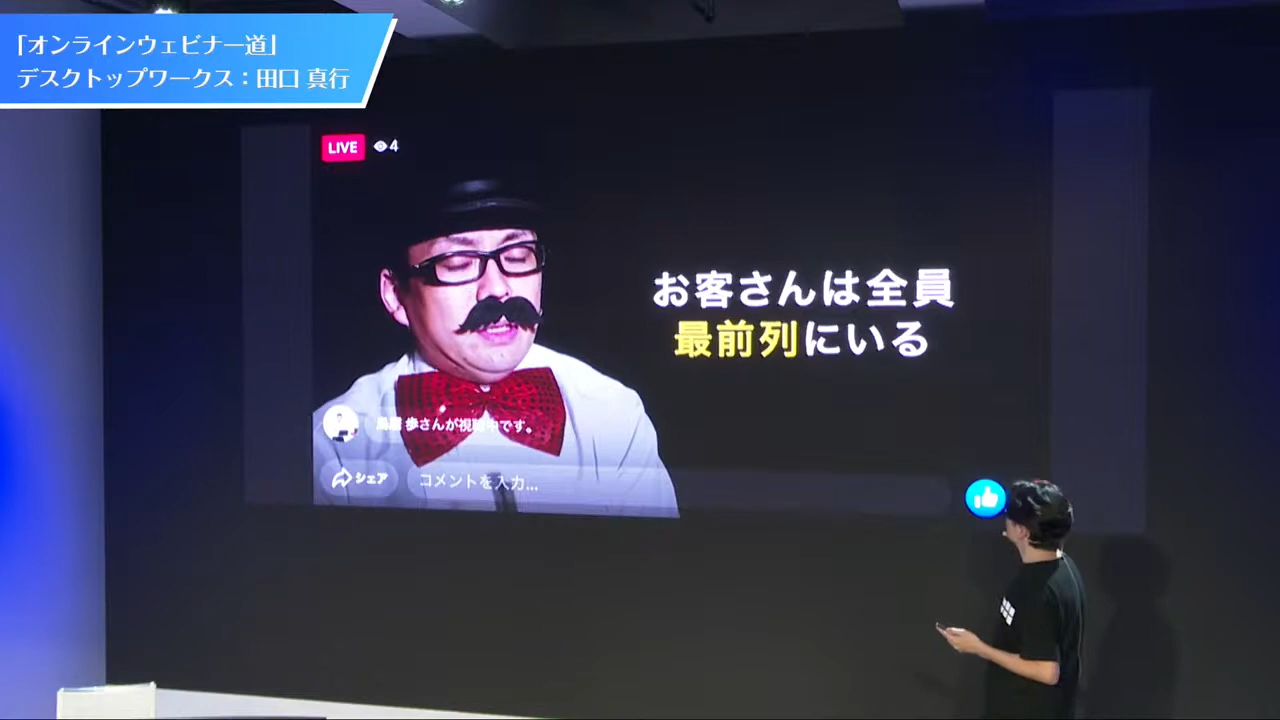 「オンラインウェビナー道」
デスクトップワークス：田口 真行
LIVE 4
お客さんは全員
最前列にいる
歩さんが視聴中です。
シェア
コメントを入力...